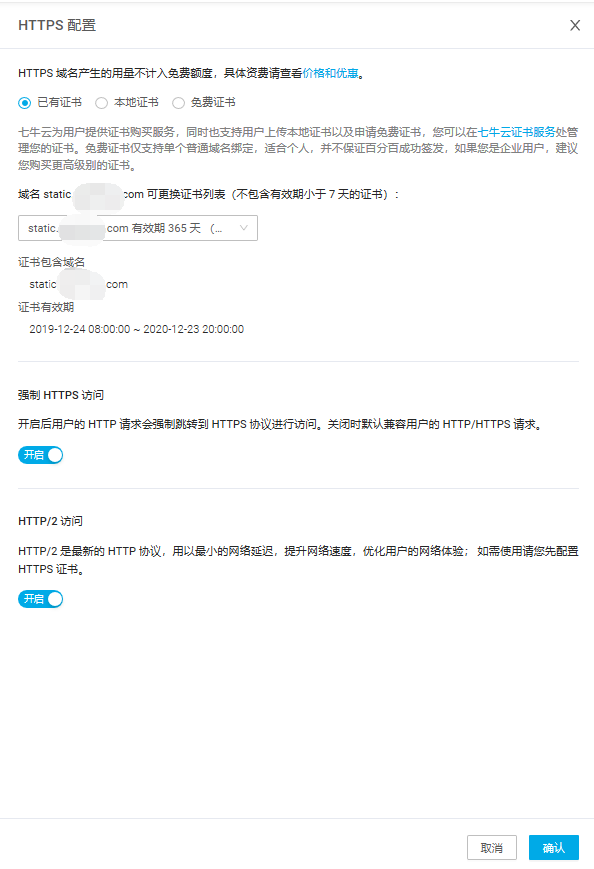 HTTPS 配置
HTTPS 域名产生的用量不计入免费额度，具体资费请查看价格和优惠。
已有证书 本地证书 免费证书
七牛云为用户提供证书购买服务，同时也支持用户上传本地证书以及申请免费证书，您可以在七牛云证书服务处管
理您的证书。免费证书仅支持单个普通域名绑定，适合个人，并不保证百分百成功签发，如果您是企业用户，建议
您购买更高级别的证书。
域名 static com 可更换证书列表（不包含有效期小于 7 天的证书）:
static. com 有效期 365 天 (...
证书包含域名
static com
证书有效期
2019-12-24 08:00:00 ~ 2020-12-23 20:00:00
强制 HTTPS 访问
开启后用户的 HTTP 请求会强制跳转到 HTTPS 协议进行访问。关闭时默认兼容用户的 HTTP/HTTPS 请求。
开启
HTTP/2 访问
HTTP/2 是最新的 HTTP 协议，用以最小的网络延迟，提升网络速度，优化用户的网络体验； 如需使用请您先配置
HTTPS 证书。
开启
取消 确认